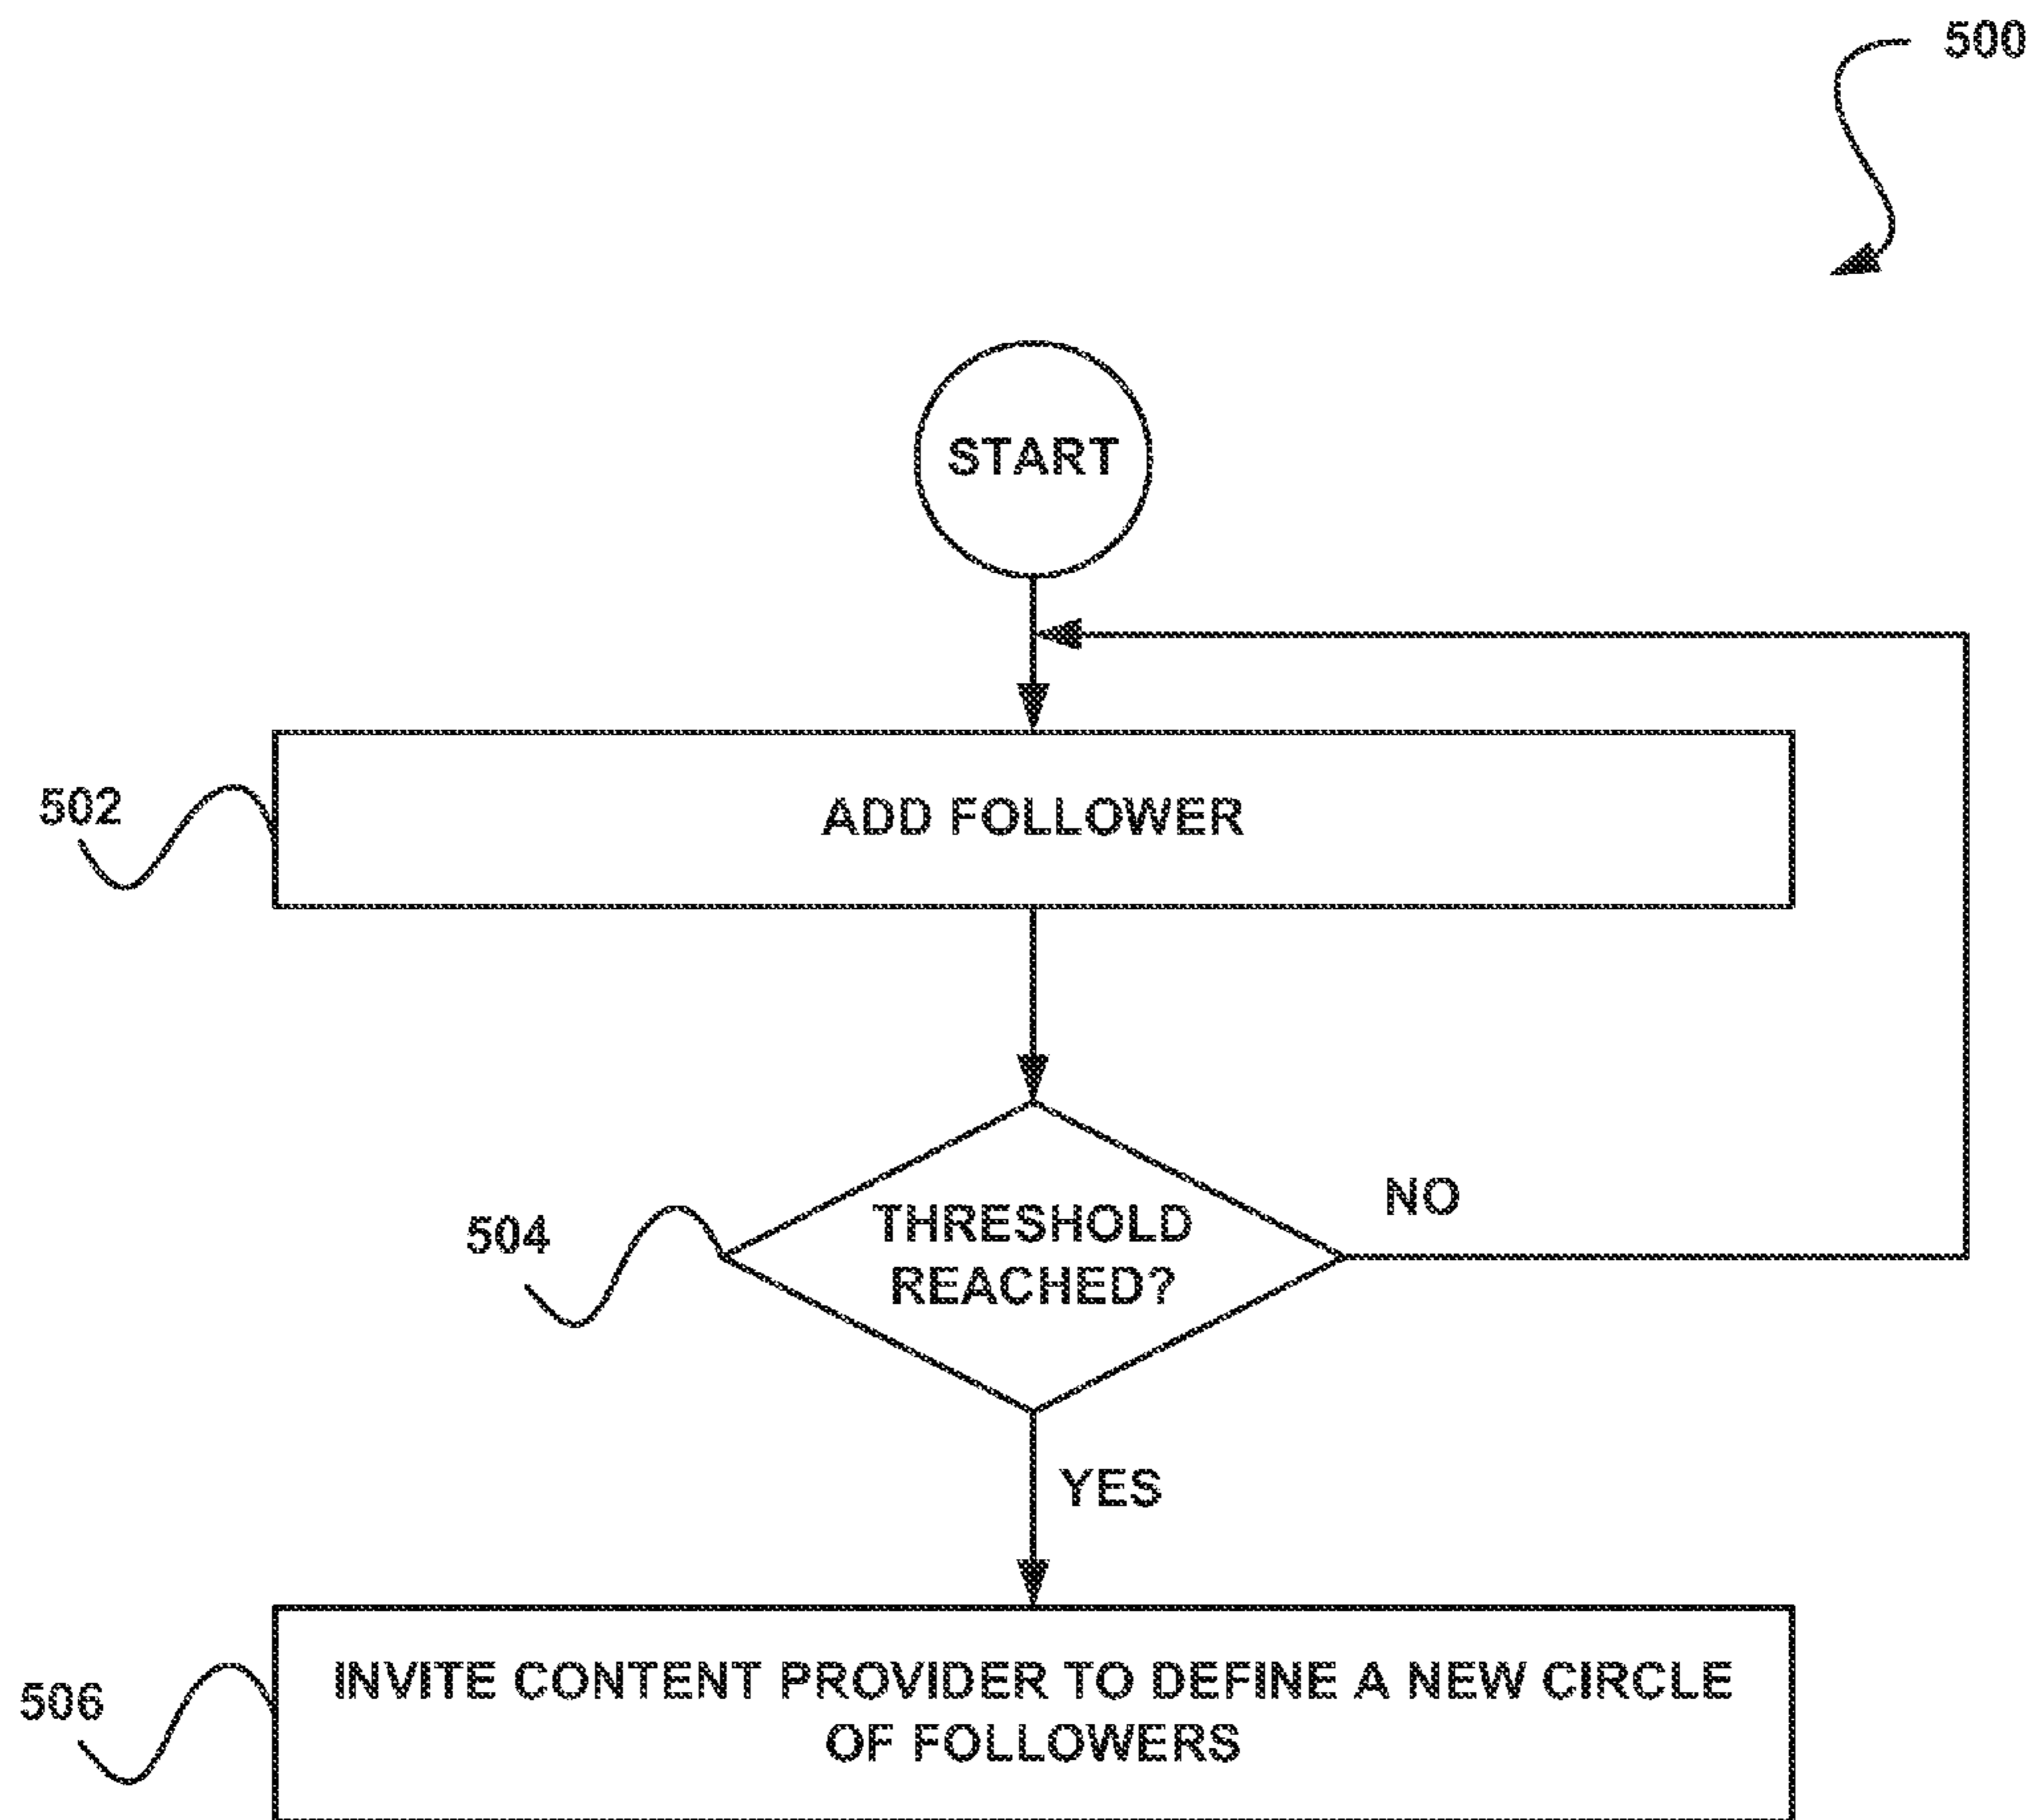 500
START
502
ADD FOLLOWER
504
THRESHOLD
REACHED?
NO
YES
506
INVITE CONTENT PROVIDER TO DEFINE A NEW CIRCLE
OF FOLLOWERS